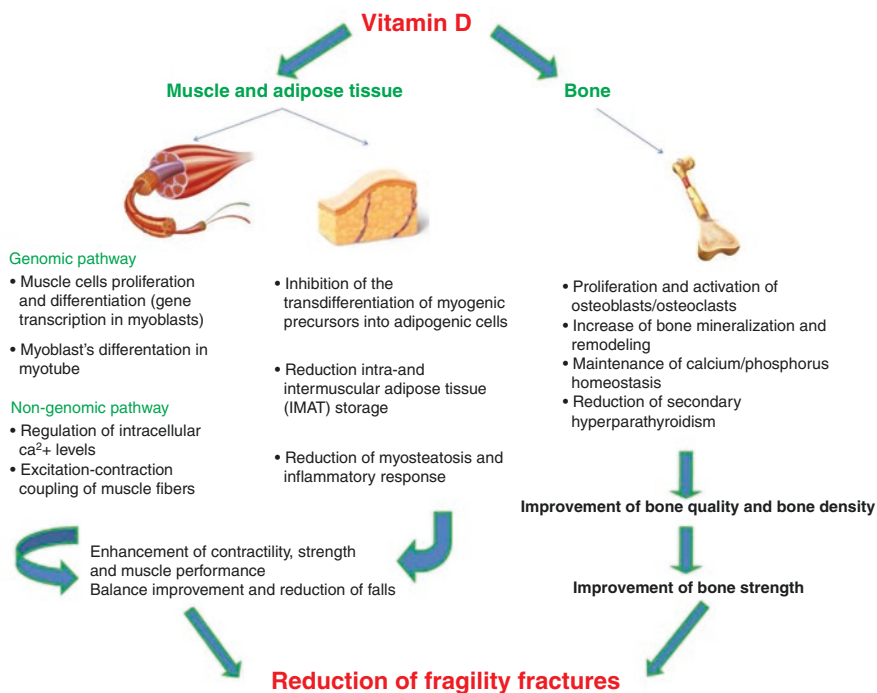 Vitamin D
Muscle and adipose tissue
Bone
Genomic pathway
• Muscle cells proliferation
and differentiation (gene
transcription in myoblasts)
• Myoblast's differentation in
myotube
Non-genomic pathway
• Regulation of intracellular
ca²+ levels
• Excitation-contraction
coupling of muscle fibers
• Inhibition of the
transdifferentiation of myogenic
precursors into adipogenic cells
• Reduction intra-and
intermuscular adipose tissue
(IMAT) storage
• Reduction of myosteatosis and
inflammatory response
Enhancement of contractility, strength
and muscle performance
Balance improvement and reduction of falls
• Proliferation and activation of
osteoblasts/osteoclasts
• Increase of bone mineralization and
remodeling
• Maintenance of calcium/phosphorus
homeostasis
• Reduction of secondary
hyperparathyroidism
Improvement of bone quality and bone density
Improvement of bone strength
Reduction of fragility fractures